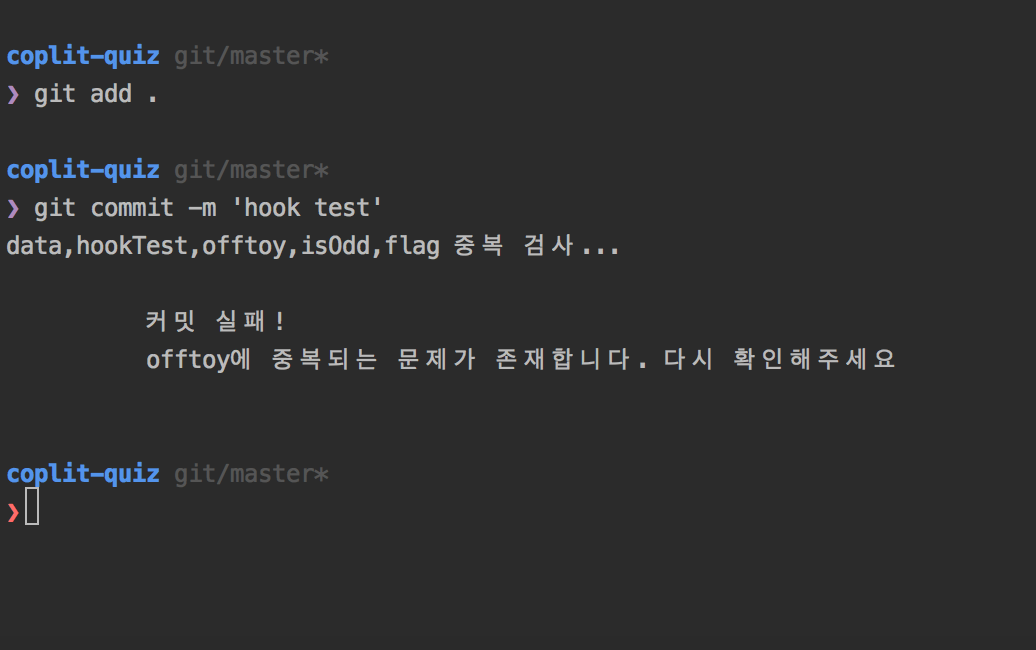 coplit-quiz git/master*
❯ git add .
coplit-quiz git/master*
❯ git commit -m 'hook test'
data,hookTest,offtoy,isOdd,flag 중복 검사...
커밋 실패!
offtoy에 중복되는 문제가 존재합니다. 다시 확인해주세요
coplit-quiz git/master*
❯